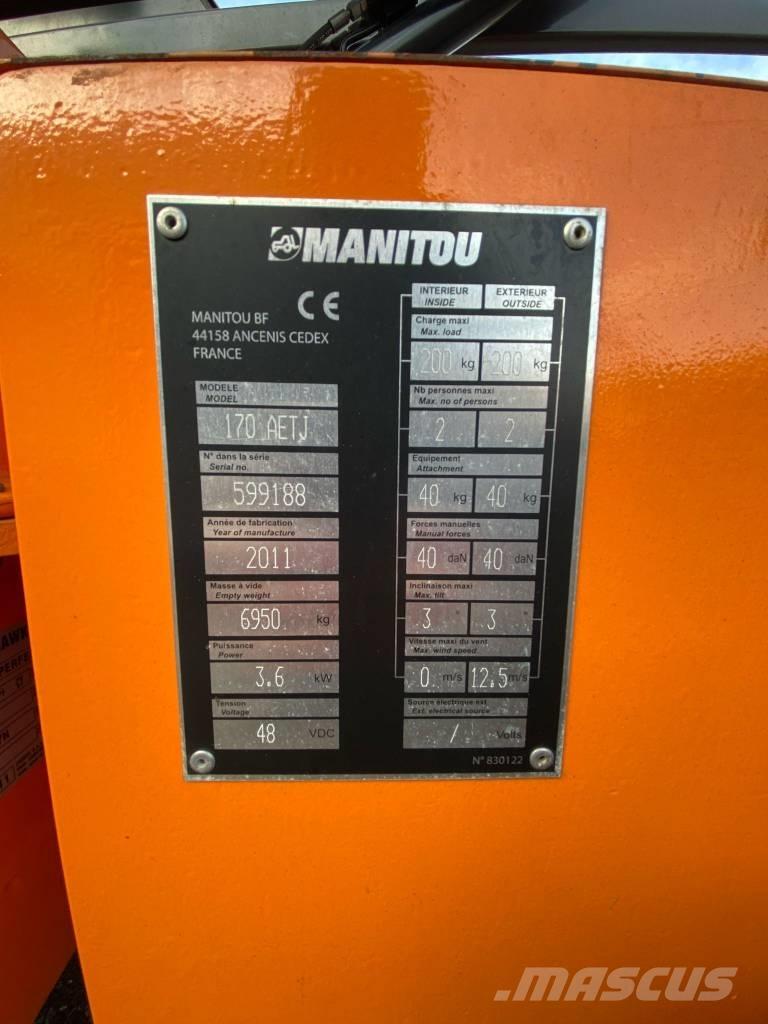 MANITOU
MANITOU BF
44158 ANCENIS CEDEX
FRANCE
CE
MODELE
MODEL
170 AETJ
N° dans la série
Serial no.
599188
Année de fabrication
Year of manufacture
2011
Masse à vide
Empty weight
6950 kg
Puissance
Power
3.6 kW
Tension
Voltage
48 VDC
INTERIEUR EXTERIEUR
INSIDE OUTSIDE
Charge maxi
Max. load
200 kg 200 kg
Nb personnes maxi
Max. no of persons
2 2
Equipement
Attachment
40 kg 40 kg
Forces manuelles
Manual forces
40 daN 40 daN
Inclinaison maxi
Max. tilt
3 ° 3 °
Vitesse maxi du vent
Max. wind speed
0 m/s 12.5 m/s
Source électrique ext.
Ext. electrical source
/ Volts
N° 830122
MASCUS